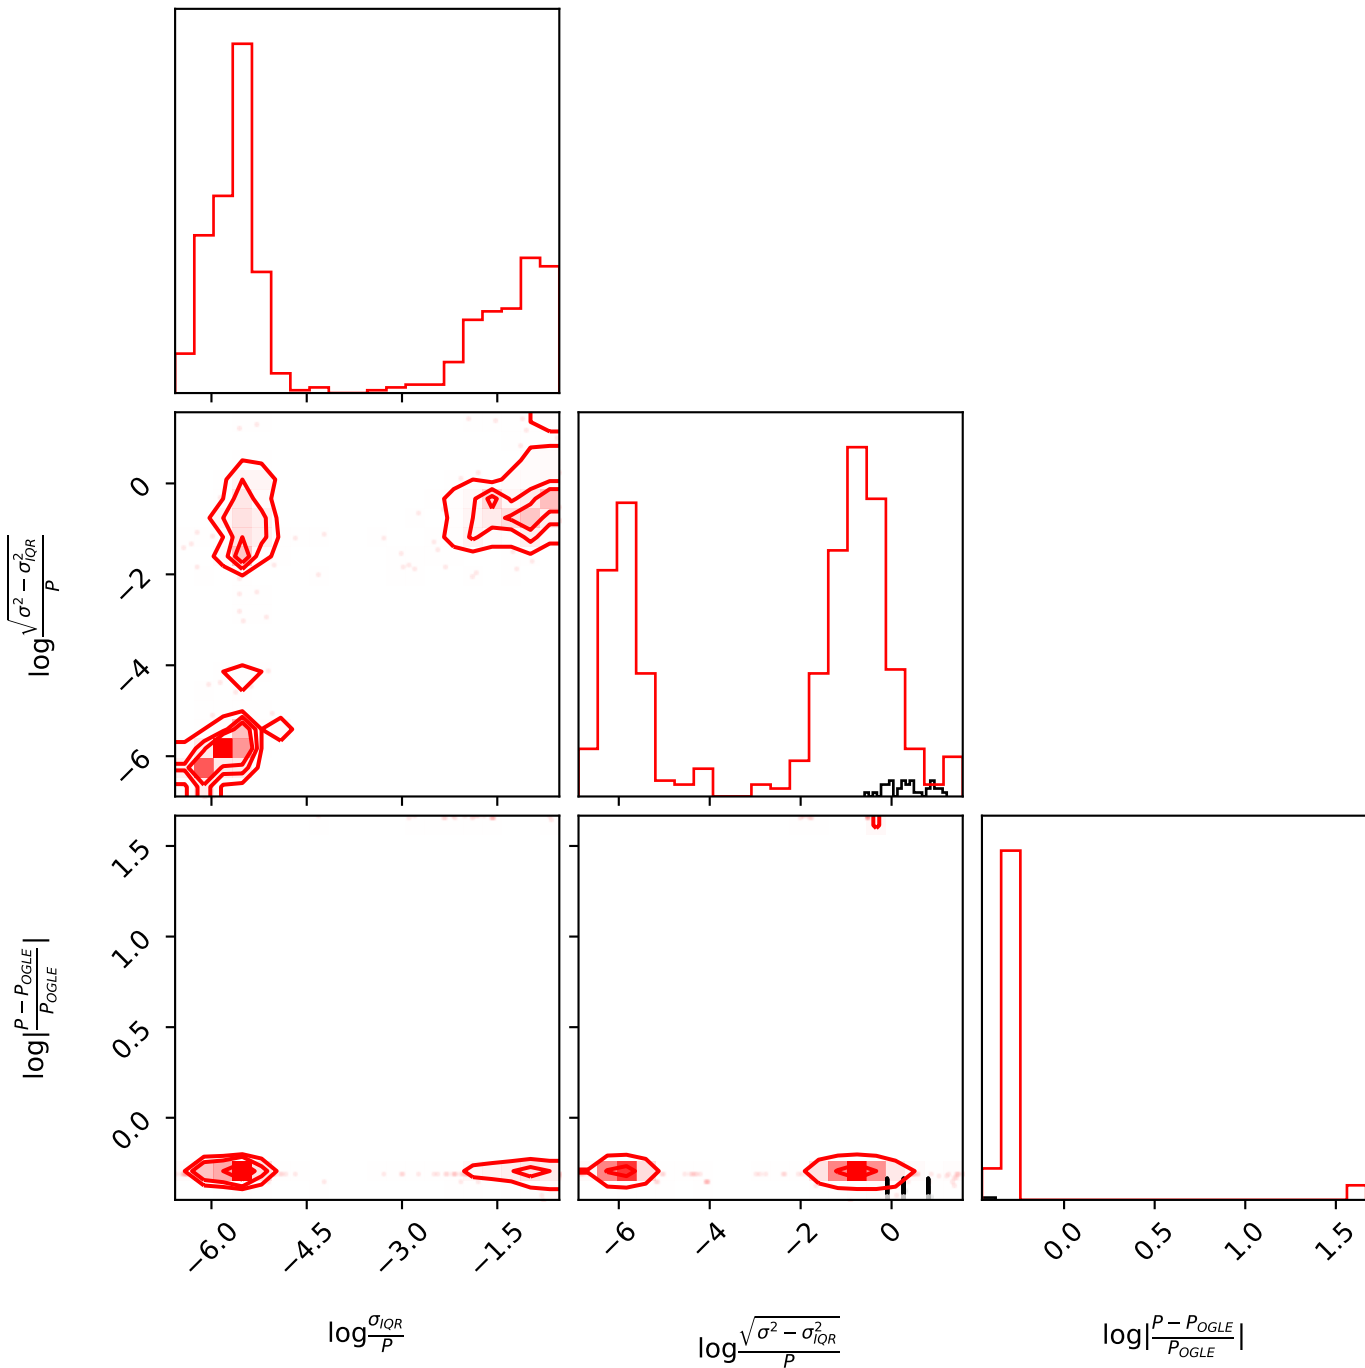 0
−2
−4
−6
log √(σ² − σ²_IQR) / P
1.5
1.0
0.5
0.0
log|(P − P_OGLE) / P_OGLE|
−6.0 −4.5 −3.0 −1.5
−6 −4 −2 0
0.0 0.5 1.0 1.5
log σ_IQR / P
log √(σ² − σ²_IQR) / P
log|(P − P_OGLE) / P_OGLE|